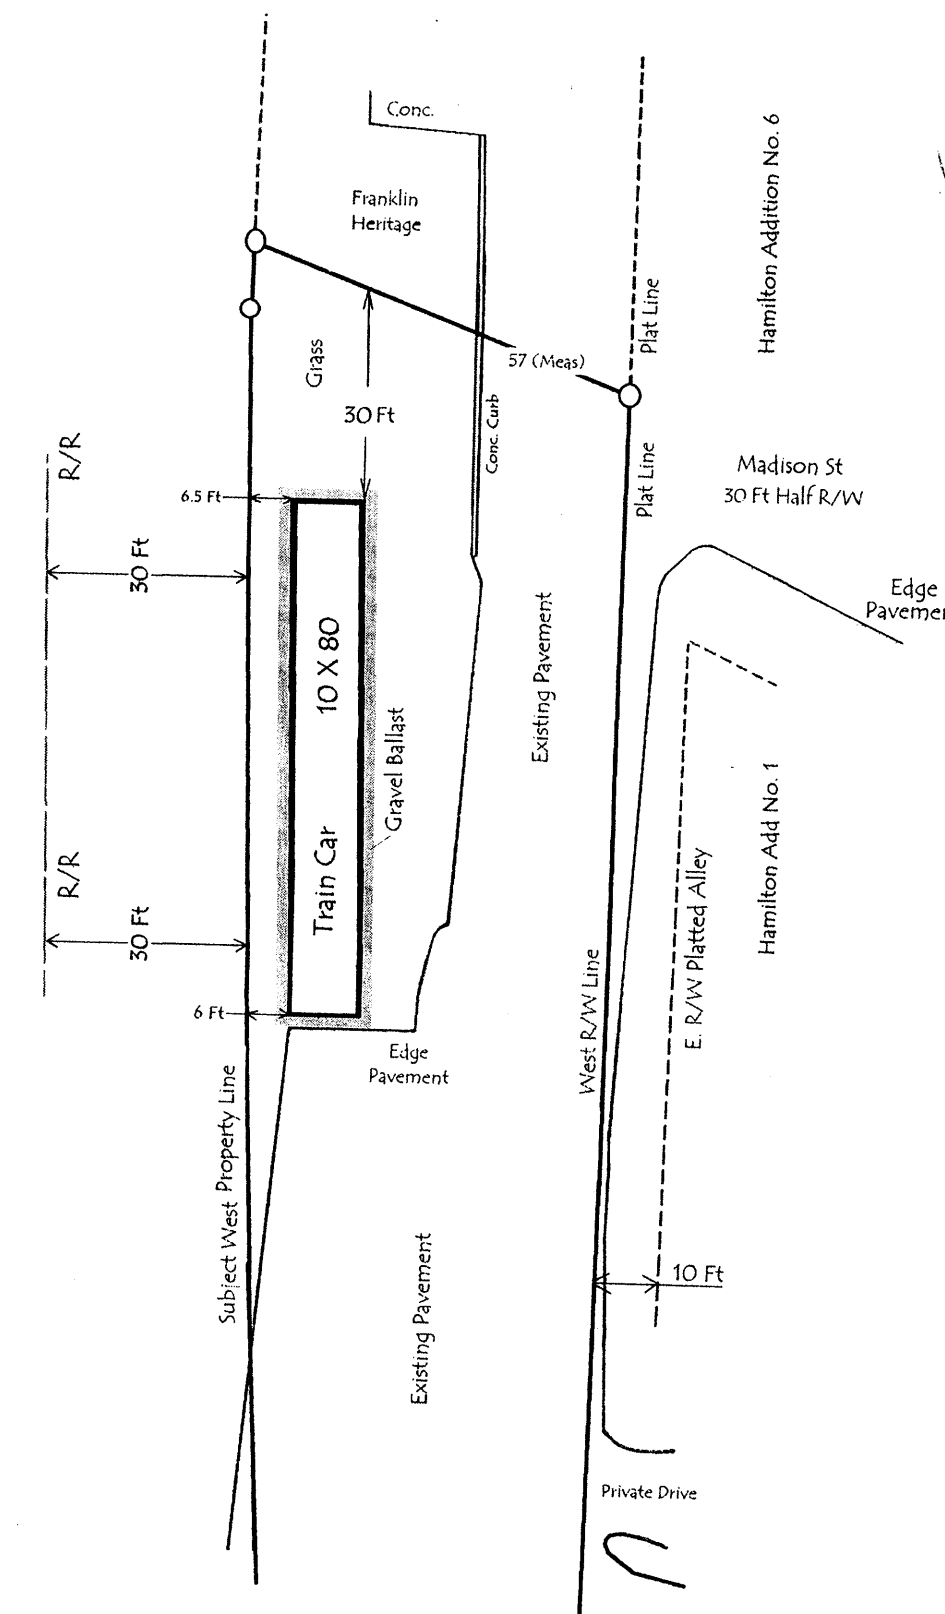 Conc.
Hamilton Addition No. 6
Franklin
Heritage
Plat Line
Grass
57 (Meas)
30 Ft
Conc. Curb
R/R
Plat Line
Madison St
30 Ft Half R/W
6.5 Ft
30 Ft
Edge
Pavemen
Existing Pavement
10 X 80
Train Car
Gravel Ballast
Hamilton Add No. 1
R/R
E. R/W Platted Alley
30 Ft
West R/W Line
6 Ft
Edge
Pavement
Subject West Property Line
Existing Pavement
10 Ft
Private Drive